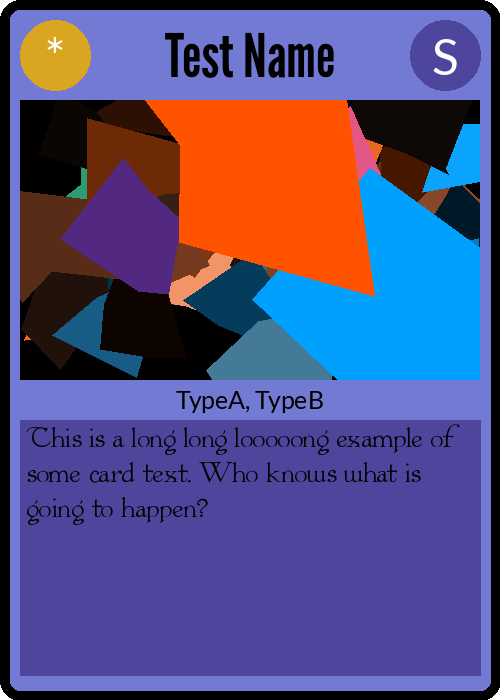 *
Test Name
S
TypeA, TypeB
This is a long long looooong example of
some card text. Who knows what is
going to happen?